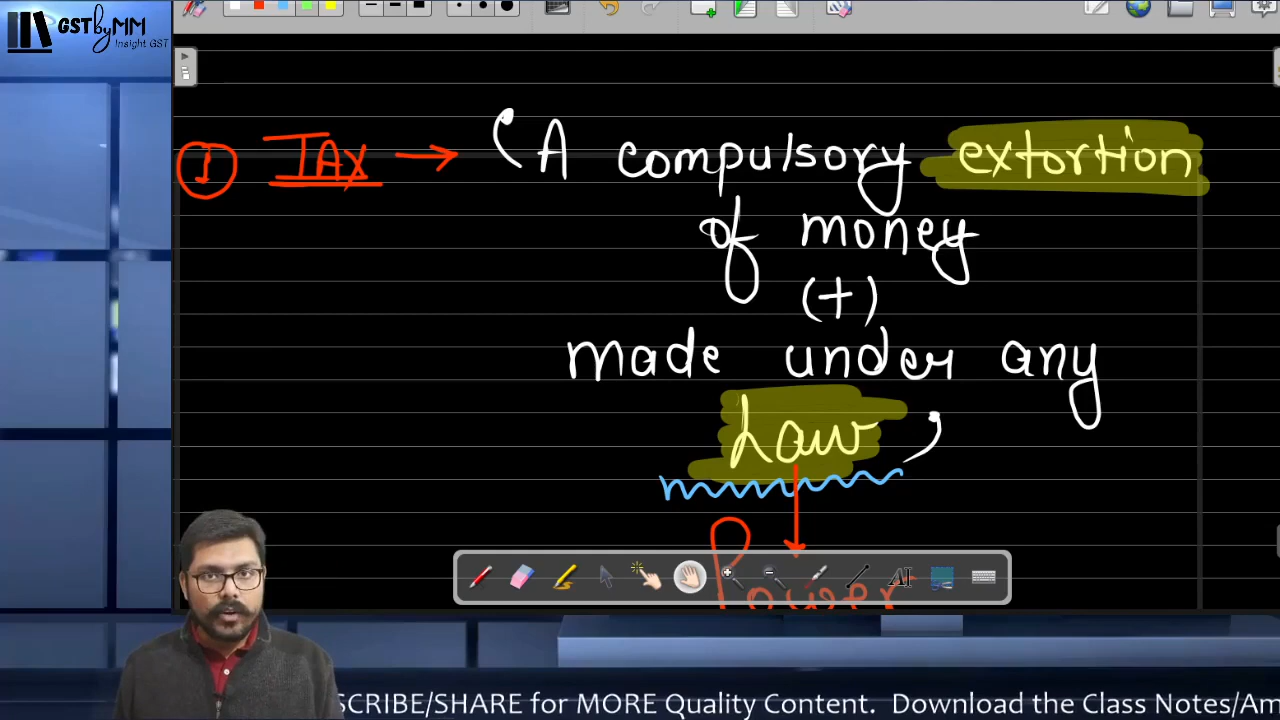 GSTbyMM
Insight GST
1 TAX → ( A compulsory extortion
of money
(+)
made under any
Law )
Power
SCRIBE/SHARE for MORE Quality Content. Download the Class Notes/Am